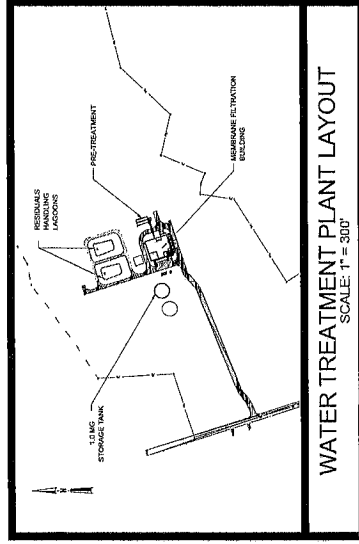 RESIDUALS
HANDLING
LAGOONS
PRE-TREATMENT
1.0 MG
STORAGE TANK
MEMBRANE FILTRATION
BUILDING
WATER TREATMENT PLANT LAYOUT
SCALE: 1" = 300'